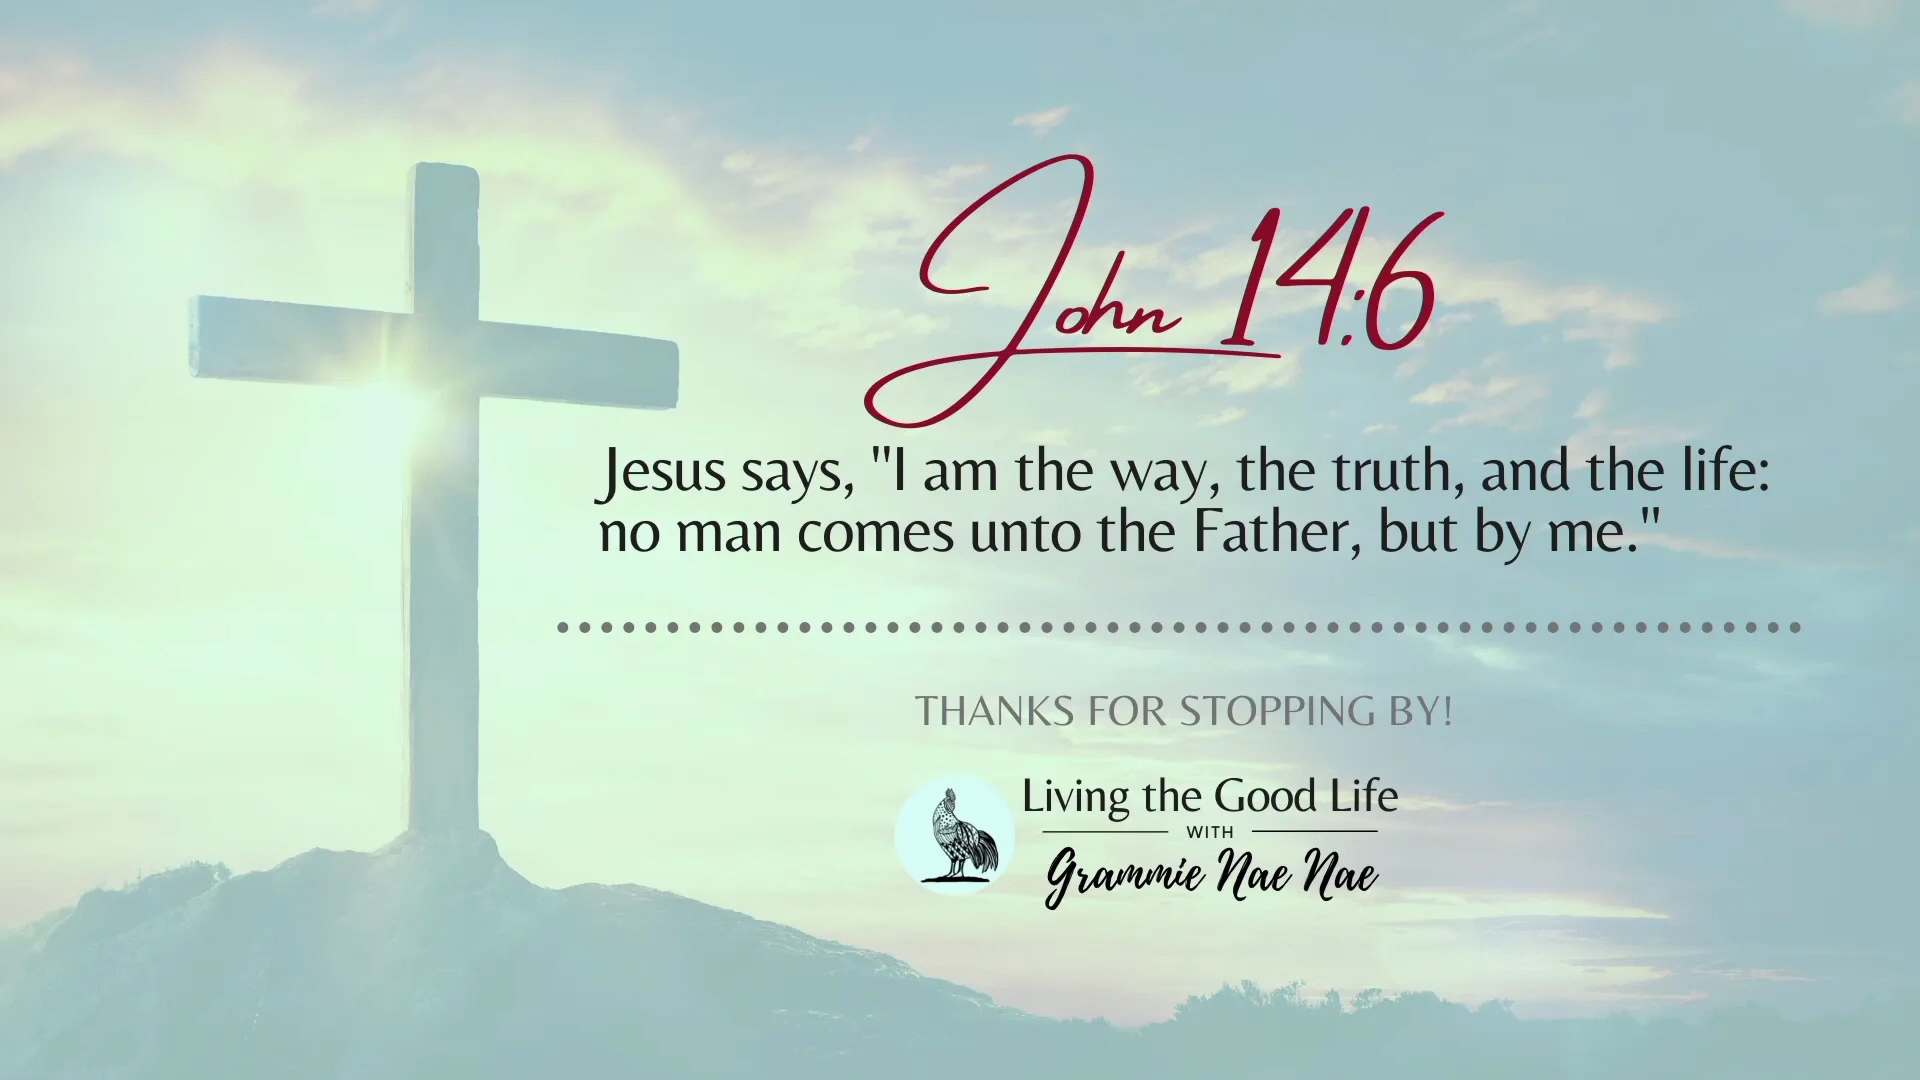 John 14:6
Jesus says, "I am the way, the truth, and the life:
no man comes unto the Father, but by me."
THANKS FOR STOPPING BY!
Living the Good Life
WITH
Grammie Nae Nae